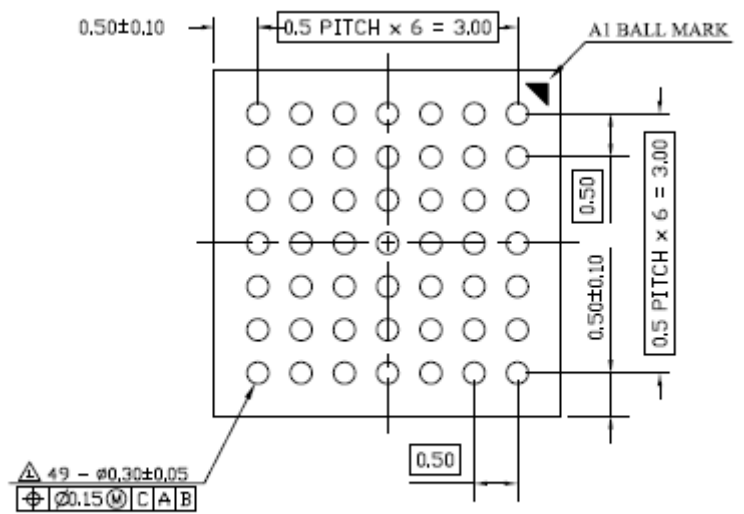 0.50±0.10
0.5 PITCH × 6 = 3.00
A1 BALL MARK
0.50
0.5 PITCH × 6 = 3.00
0.50±0.10
0.50
1 49 - ø0,30±0,05
⌖ Ø0.15 Ⓜ C A B